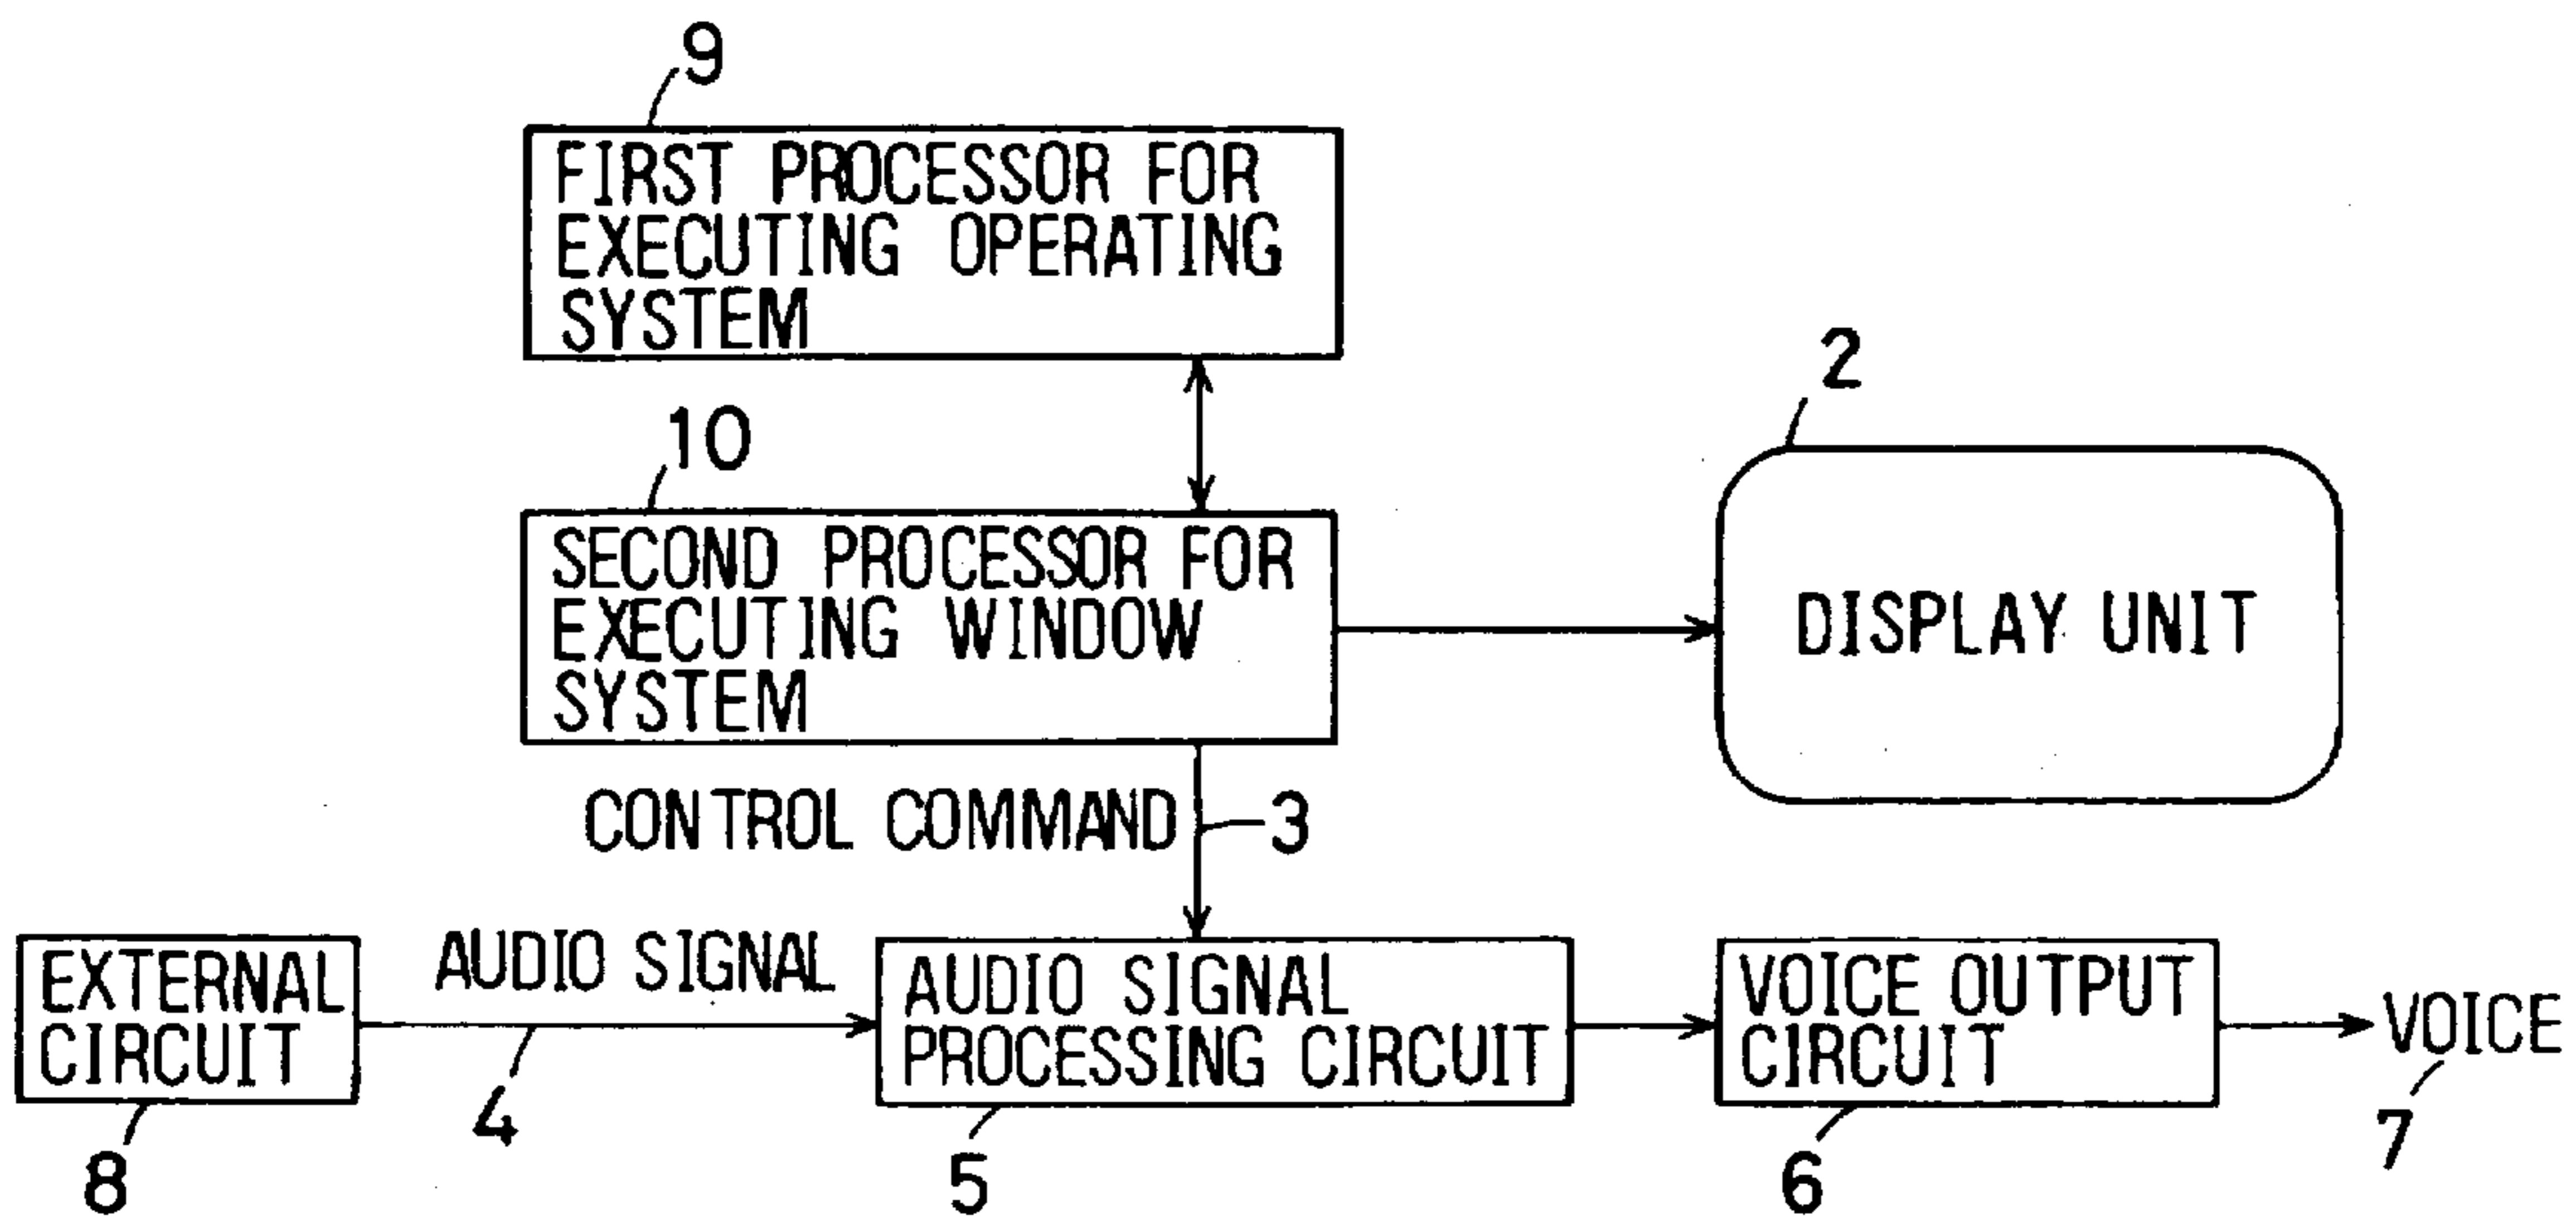 9
FIRST PROCESSOR FOR
EXECUTING OPERATING
SYSTEM
10
SECOND PROCESSOR FOR
EXECUTING WINDOW
SYSTEM
2
DISPLAY UNIT
CONTROL COMMAND
3
EXTERNAL
CIRCUIT
8
AUDIO SIGNAL
4
AUDIO SIGNAL
PROCESSING CIRCUIT
5
VOICE OUTPUT
CIRCUIT
6
VOICE
7